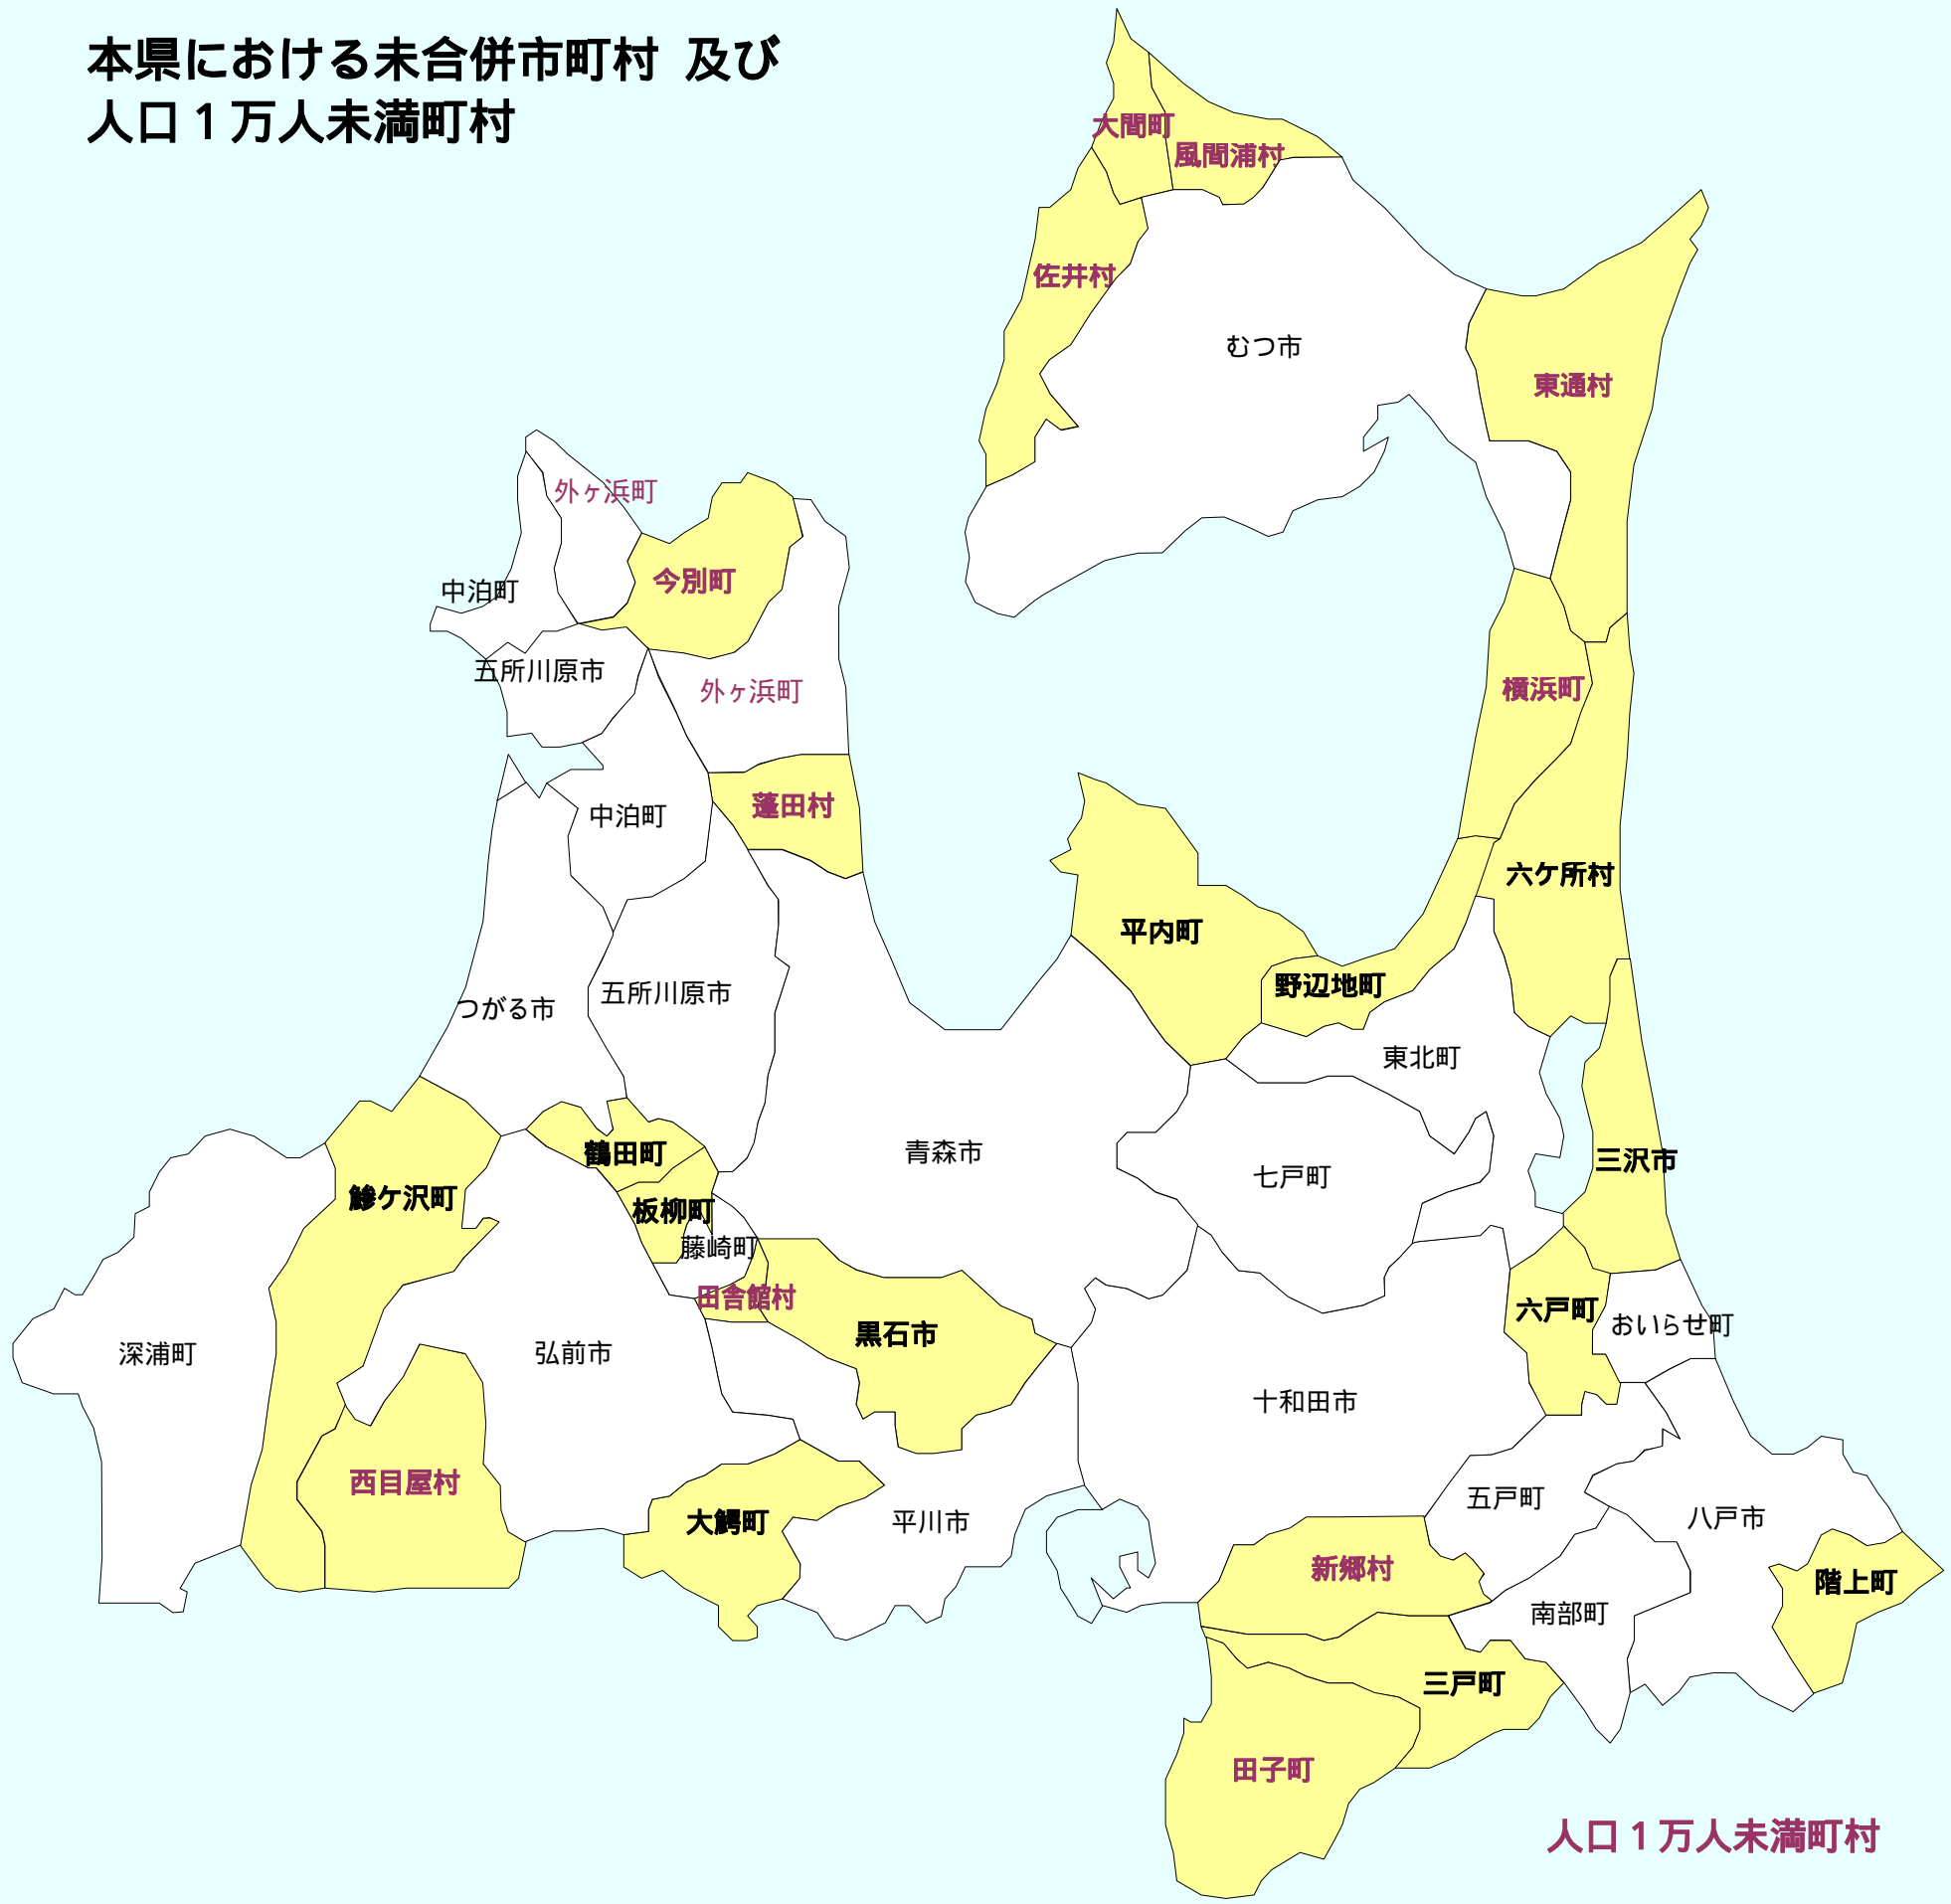 本県における未合併市町村 及び
人口1万人未満町村
大間町
風間浦村
佐井村
むつ市
東通村
外ヶ浜町
今別町
中泊町
五所川原市
外ヶ浜町
横浜町
蓬田村
中泊町
六ケ所村
平内町
野辺地町
五所川原市
つがる市
東北町
鶴田町
青森市
三沢市
七戸町
鰺ケ沢町
板柳町
藤崎町
田舎館村
六戸町
おいらせ町
黒石市
深浦町
弘前市
十和田市
西目屋村
五戸町
大鰐町
平川市
八戸市
新郷村
階上町
南部町
三戸町
田子町
人口1万人未満町村